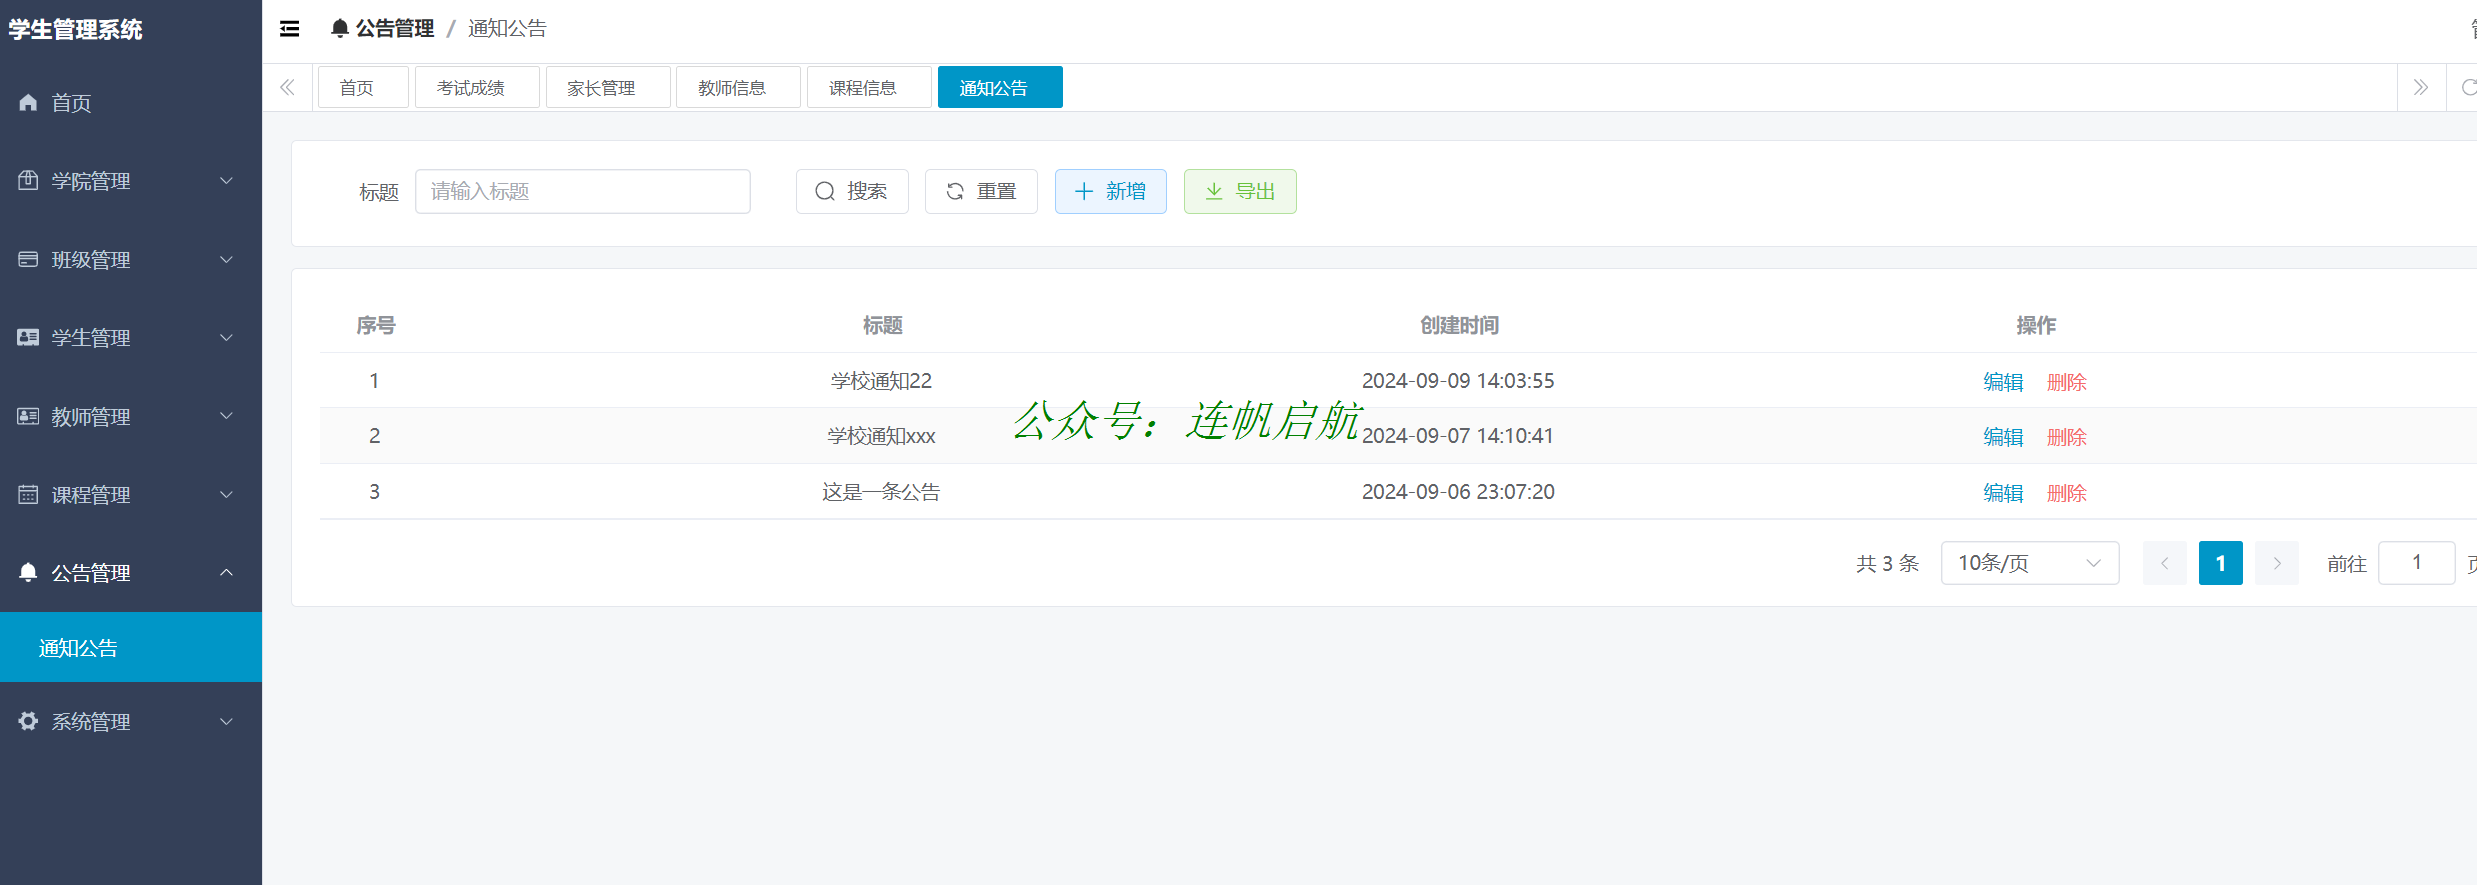 学生管理系统
首页
学院管理
班级管理
学生管理
教师管理
课程管理
公告管理
通知公告
系统管理
公告管理 / 通知公告
首页 考试成绩 家长管理 教师信息 课程信息 通知公告
标题 请输入标题 搜索 重置 新增 导出
序号 标题 创建时间 操作
1 学校通知22 2024-09-09 14:03:55 编辑 删除
公众号：连帆启航
2 学校通知xxx 2024-09-07 14:10:41 编辑 删除
3 这是一条公告 2024-09-06 23:07:20 编辑 删除
共 3 条 10条/页 1 前往 1